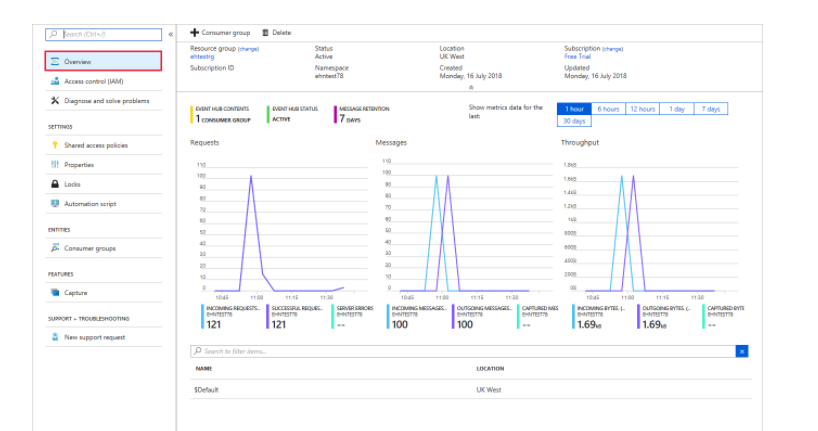 Search (Ctrl+/)
«
Overview
Access control (IAM)
Diagnose and solve problems
SETTINGS
Shared access policies
Properties
Locks
Automation script
ENTITIES
Consumer groups
FEATURES
Capture
SUPPORT + TROUBLESHOOTING
New support request
Consumer group Delete
Resource group (change)
ehtestrg
Subscription ID
Status
Active
Namespace
ehntest78
Location
UK West
Created
Monday, 16 July 2018
Subscription (change)
Free Trial
Updated
Monday, 16 July 2018
EVENT HUB CONTENTS
1 CONSUMER GROUP
EVENT HUB STATUS
ACTIVE
MESSAGE RETENTION
7 DAYS
Show metrics data for the
last:
1 hour 6 hours 12 hours 1 day 7 days
30 days
Requests
110
100
90
80
70
60
50
40
30
20
10
0
10:45 11:00 11:15 11:30
INCOMING REQUESTS...
EHNTEST78
121
SUCCESSFUL REQUES...
EHNTEST78
121
SERVER ERRORS
EHNTEST78
--
Messages
110
100
90
80
70
60
50
40
30
20
10
0
10:45 11:00 11:15 11:30
INCOMING MESSAGES...
EHNTEST78
100
OUTGOING MESSAGES...
EHNTEST78
100
CAPTURED MES
EHNTEST78
--
Throughput
1.8kB
1.6kB
1.4kB
1.2kB
1kB
800B
600B
400B
200B
0B
10:45 11:00 11:15 11:30
INCOMING BYTES. (...
EHNTEST78
1.69kB
OUTGOING BYTES. (...
EHNTEST78
1.69kB
CAPTURED BYTE
EHNTEST78
--
Search to filter items...
NAME LOCATION
$Default UK West